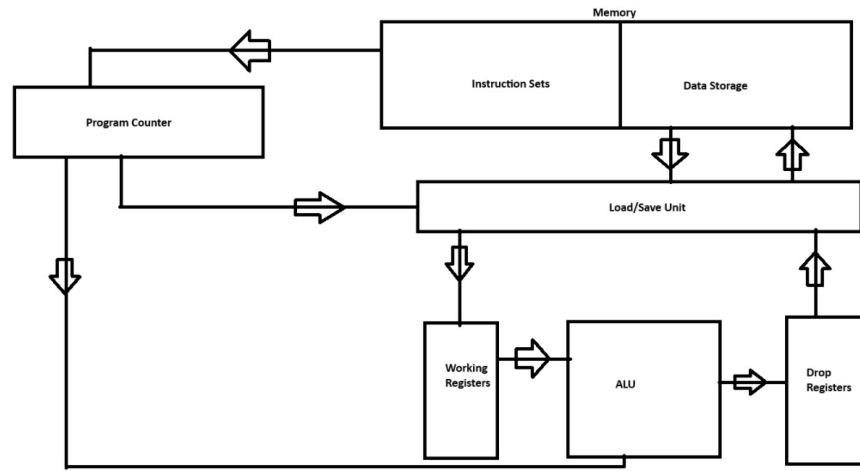 Memory
Instruction Sets
Data Storage
Program Counter
Load/Save Unit
Working
Registers
ALU
Drop
Registers